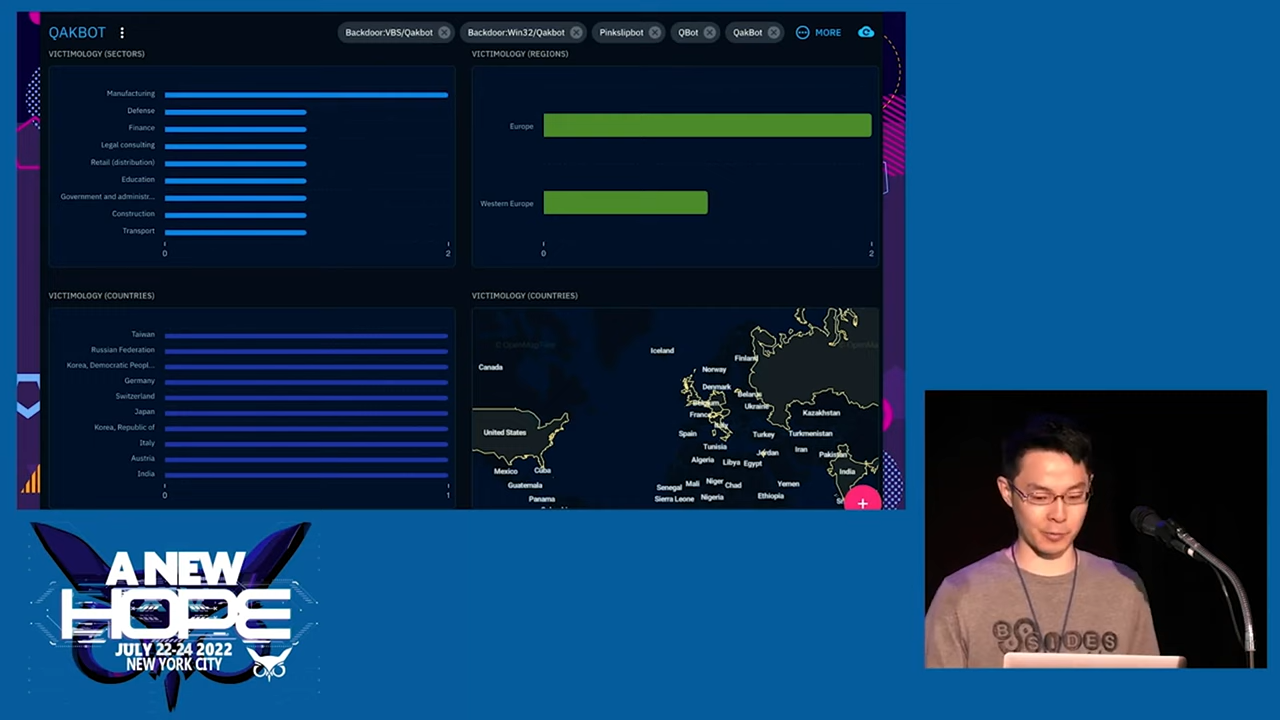 QAKBOT
Backdoor:VBS/Qakbot
Backdoor:Win32/Qakbot
Pinkslipbot
QBot
QakBot
MORE
VICTIMOLOGY (SECTORS)
Manufacturing
Defense
Finance
Legal consulting
Retail (distribution)
Education
Government and administr...
Construction
Transport
0
2
VICTIMOLOGY (REGIONS)
Europe
Western Europe
0
2
VICTIMOLOGY (COUNTRIES)
Taiwan
Russian Federation
Korea, Democratic Peopl...
Germany
Switzerland
Japan
Korea, Republic of
Italy
Austria
India
0
1
VICTIMOLOGY (COUNTRIES)
Iceland
Canada
Finland
Norway
Denmark
Belarus
Belgium
Ukraine
France
Kazakhstan
Italy
United States
Spain
Turkey
Turkmenistan
Tunisia
Jordan
Iran
Pakistan
Algeria
Libya
Egypt
India
Mexico
Cuba
Guatemala
Senegal
Mali
Niger
Chad
Yemen
Panama
Sierra Leone
Nigeria
Ethiopia
+
A NEW
HOPE
JULY 22-24 2022
NEW YORK CITY
BSIDES